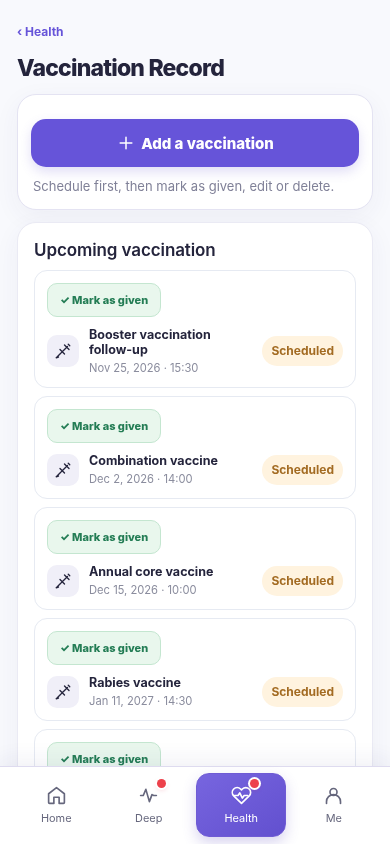 ‹ Health
Vaccination Record
+ Add a vaccination
Schedule first, then mark as given, edit or delete.
Upcoming vaccination
✓ Mark as given
Booster vaccination
follow-up
Scheduled
Nov 25, 2026 · 15:30
✓ Mark as given
Combination vaccine
Scheduled
Dec 2, 2026 · 14:00
✓ Mark as given
Annual core vaccine
Scheduled
Dec 15, 2026 · 10:00
✓ Mark as given
Rabies vaccine
Scheduled
Jan 11, 2027 · 14:30
✓ Mark as given
Home
Deep
Health
Me